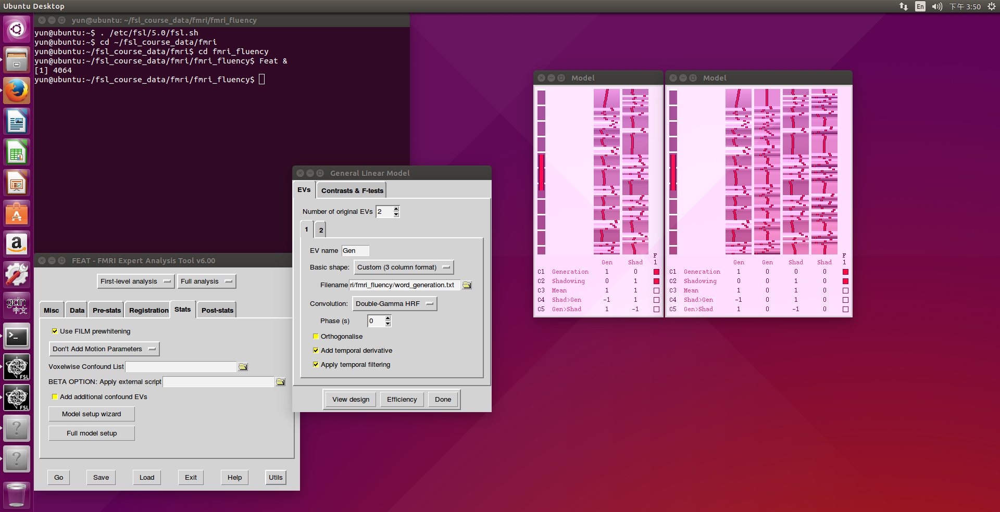 Ubuntu Desktop
En
下午 3:50
yun@ubuntu: ~/fsl_course_data/fmri/fmri_fluency
yun@ubuntu:~$ . /etc/fsl/5.0/fsl.sh
yun@ubuntu:~$ cd ~/fsl_course_data/fmri
yun@ubuntu:~/fsl_course_data/fmri$ cd fmri_fluency
yun@ubuntu:~/fsl_course_data/fmri/fmri_fluency$ Feat &
[1] 4064
yun@ubuntu:~/fsl_course_data/fmri/fmri_fluency$
gcin
中文
FSL
FSL
FEAT - FMRI Expert Analysis Tool v6.00
First-level analysis
Full analysis
Misc
Data
Pre-stats
Registration
Stats
Post-stats
Use FILM prewhitening
Don't Add Motion Parameters
Voxelwise Confound List
BETA OPTION: Apply external script
Add additional confound EVs
Model setup wizard
Full model setup
Go
Save
Load
Exit
Help
Utils
General Linear Model
EVs
Contrasts & F-tests
Number of original EVs 2
1
2
EV name Gen
Basic shape: Custom (3 column format)
Filename ri/fmri_fluency/word_generation.txt
Convolution: Double-Gamma HRF
Phase (s) 0
Orthogonalise
Add temporal derivative
Apply temporal filtering
View design
Efficiency
Done
Model
F
Gen Shad 1
C1 Generation 1 0
C2 Shadowing 0 1
C3 Mean 1 1
C4 Shad>Gen -1 1
C5 Gen>Shad 1 -1
Model
F
Gen Gen Shad Shad 1
C1 Generation 1 0 0 0
C2 Shadowing 0 0 1 0
C3 Mean 1 0 1 0
C4 Shad>Gen -1 0 1 0
C5 Gen>Shad 1 0 -1 0